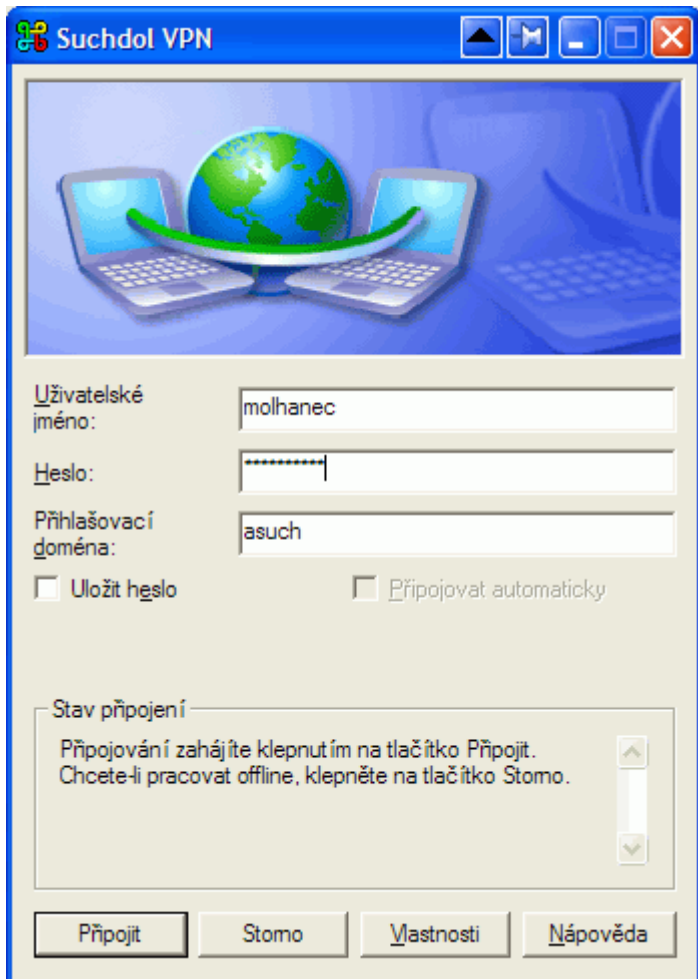 Suchdol VPN
Uživatelské
jméno:
molhanec
Heslo:
**********
Přihlašovací
doména:
asuch
Uložit heslo
Připojovat automaticky
Stav připojení
Připojování zahájíte klepnutím na tlačítko Připojit.
Chcete-li pracovat offline, klepněte na tlačítko Storno.
Připojit
Storno
Vlastnosti
Nápověda